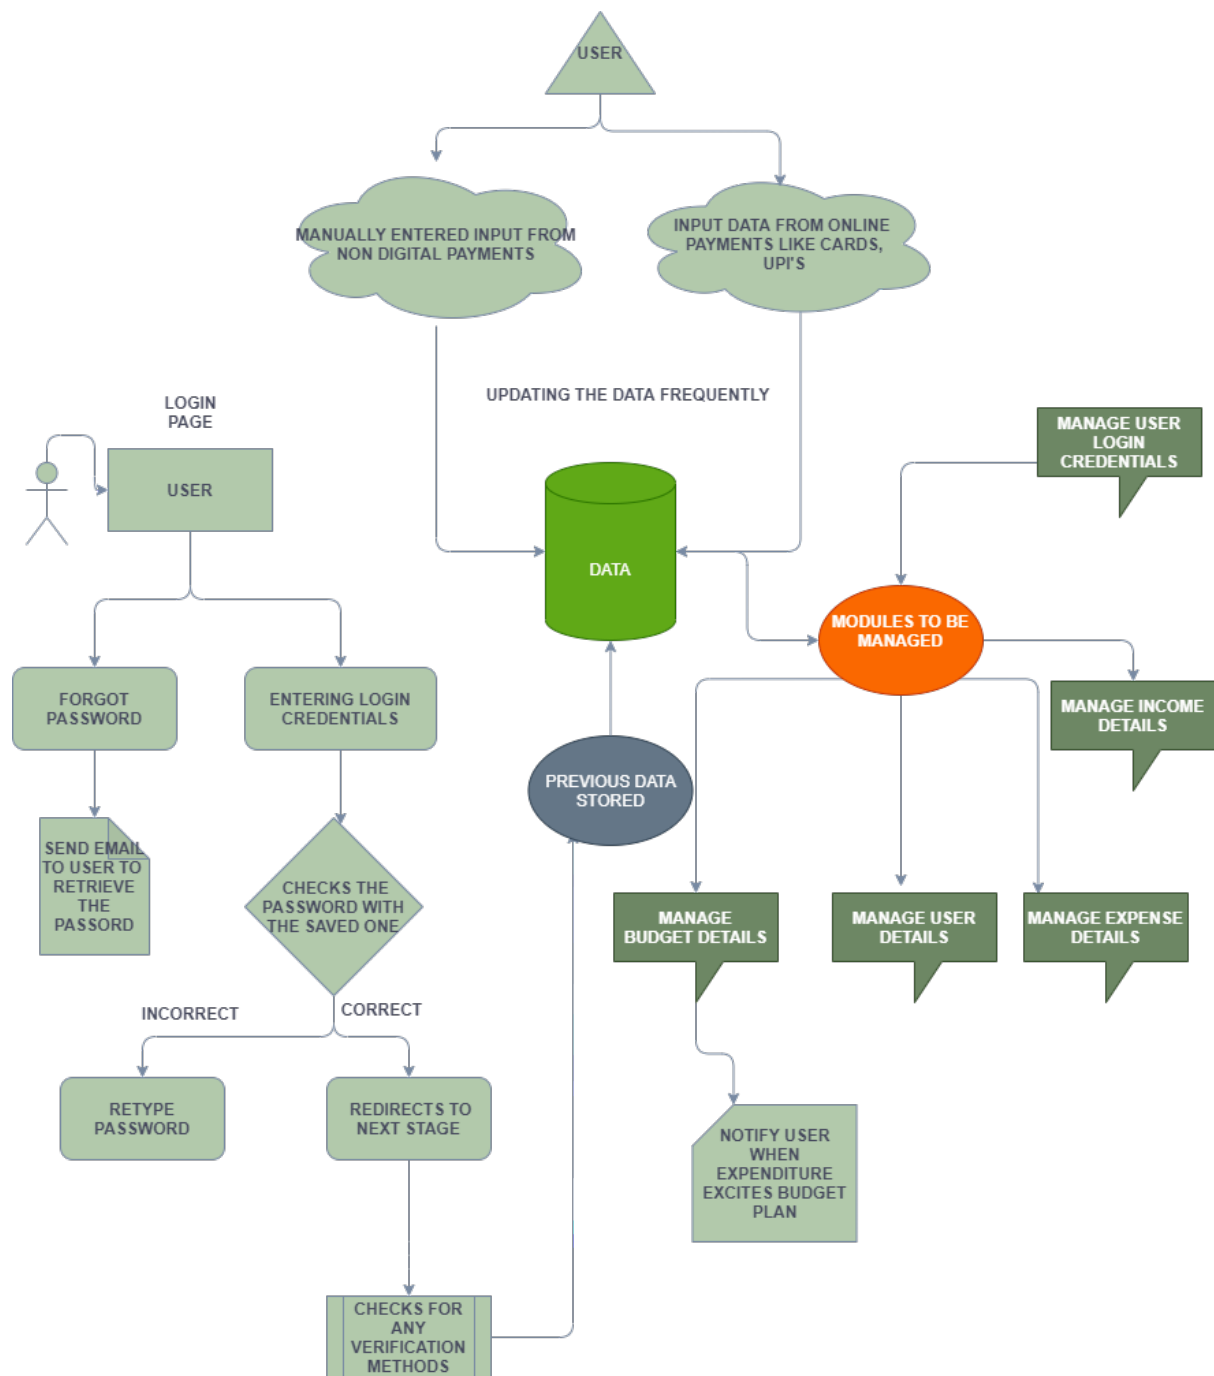 USER
MANUALLY ENTERED INPUT FROM
NON DIGITAL PAYMENTS
INPUT DATA FROM ONLINE
PAYMENTS LIKE CARDS,
UPI'S
UPDATING THE DATA FREQUENTLY
LOGIN
PAGE
USER
MANAGE USER
LOGIN
CREDENTIALS
DATA
MODULES TO BE
MANAGED
FORGOT
PASSWORD
ENTERING LOGIN
CREDENTIALS
MANAGE INCOME
DETAILS
PREVIOUS DATA
STORED
SEND EMAIL
TO USER TO
RETRIEVE
THE
PASSORD
CHECKS THE
PASSWORD WITH
THE SAVED ONE
MANAGE
BUDGET DETAILS
MANAGE USER
DETAILS
MANAGE EXPENSE
DETAILS
INCORRECT
CORRECT
RETYPE
PASSWORD
REDIRECTS TO
NEXT STAGE
NOTIFY USER
WHEN
EXPENDITURE
EXCITES BUDGET
PLAN
CHECKS FOR
ANY
VERIFICATION
METHODS